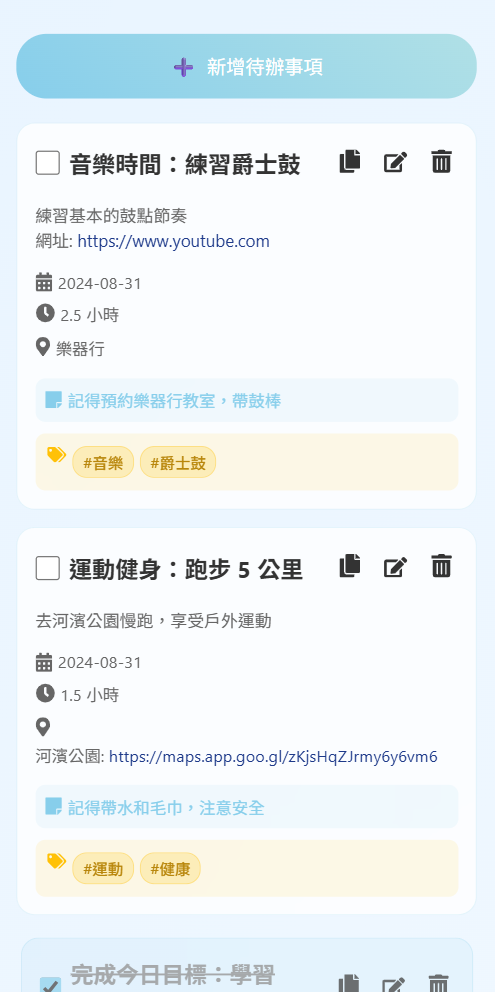 新增待辦事項
音樂時間：練習爵士鼓
練習基本的鼓點節奏
網址: https://www.youtube.com
2024-08-31
2.5 小時
樂器行
記得預約樂器行教室，帶鼓棒
#音樂 #爵士鼓
運動健身：跑步 5 公里
去河濱公園慢跑，享受戶外運動
2024-08-31
1.5 小時
河濱公園: https://maps.app.goo.gl/zKjsHqZJrmy6y6vm6
記得帶水和毛巾，注意安全
#運動 #健康
完成今日目標：學習